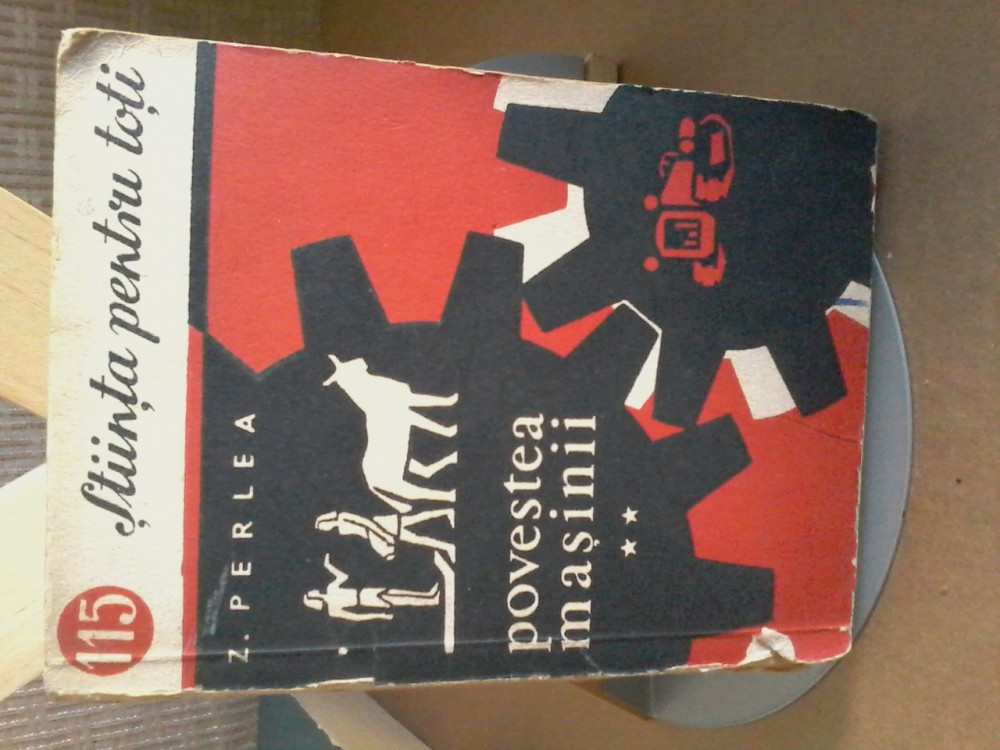 115
Știința pentru toți
Z. PERLEA
povestea
mașinii